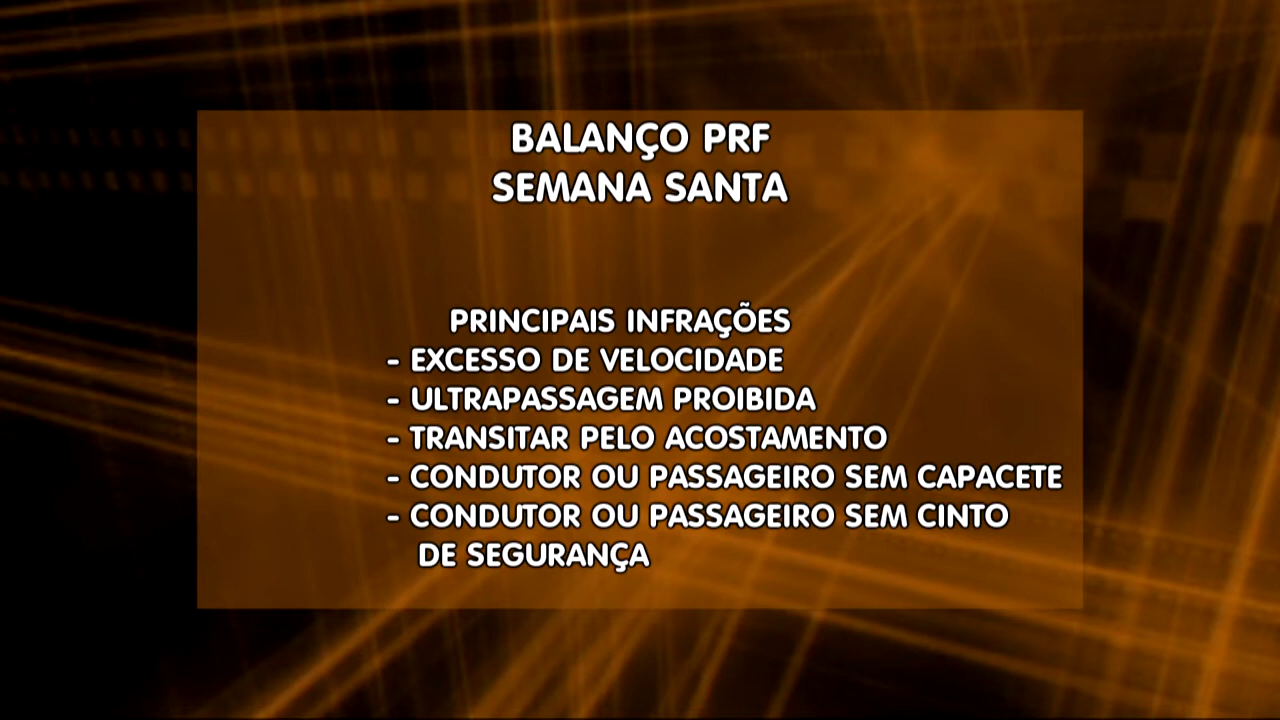 BALANÇO PRF
SEMANA SANTA
PRINCIPAIS INFRAÇÕES
- EXCESSO DE VELOCIDADE
- ULTRAPASSAGEM PROIBIDA
- TRANSITAR PELO ACOSTAMENTO
- CONDUTOR OU PASSAGEIRO SEM CAPACETE
- CONDUTOR OU PASSAGEIRO SEM CINTO
DE SEGURANÇA